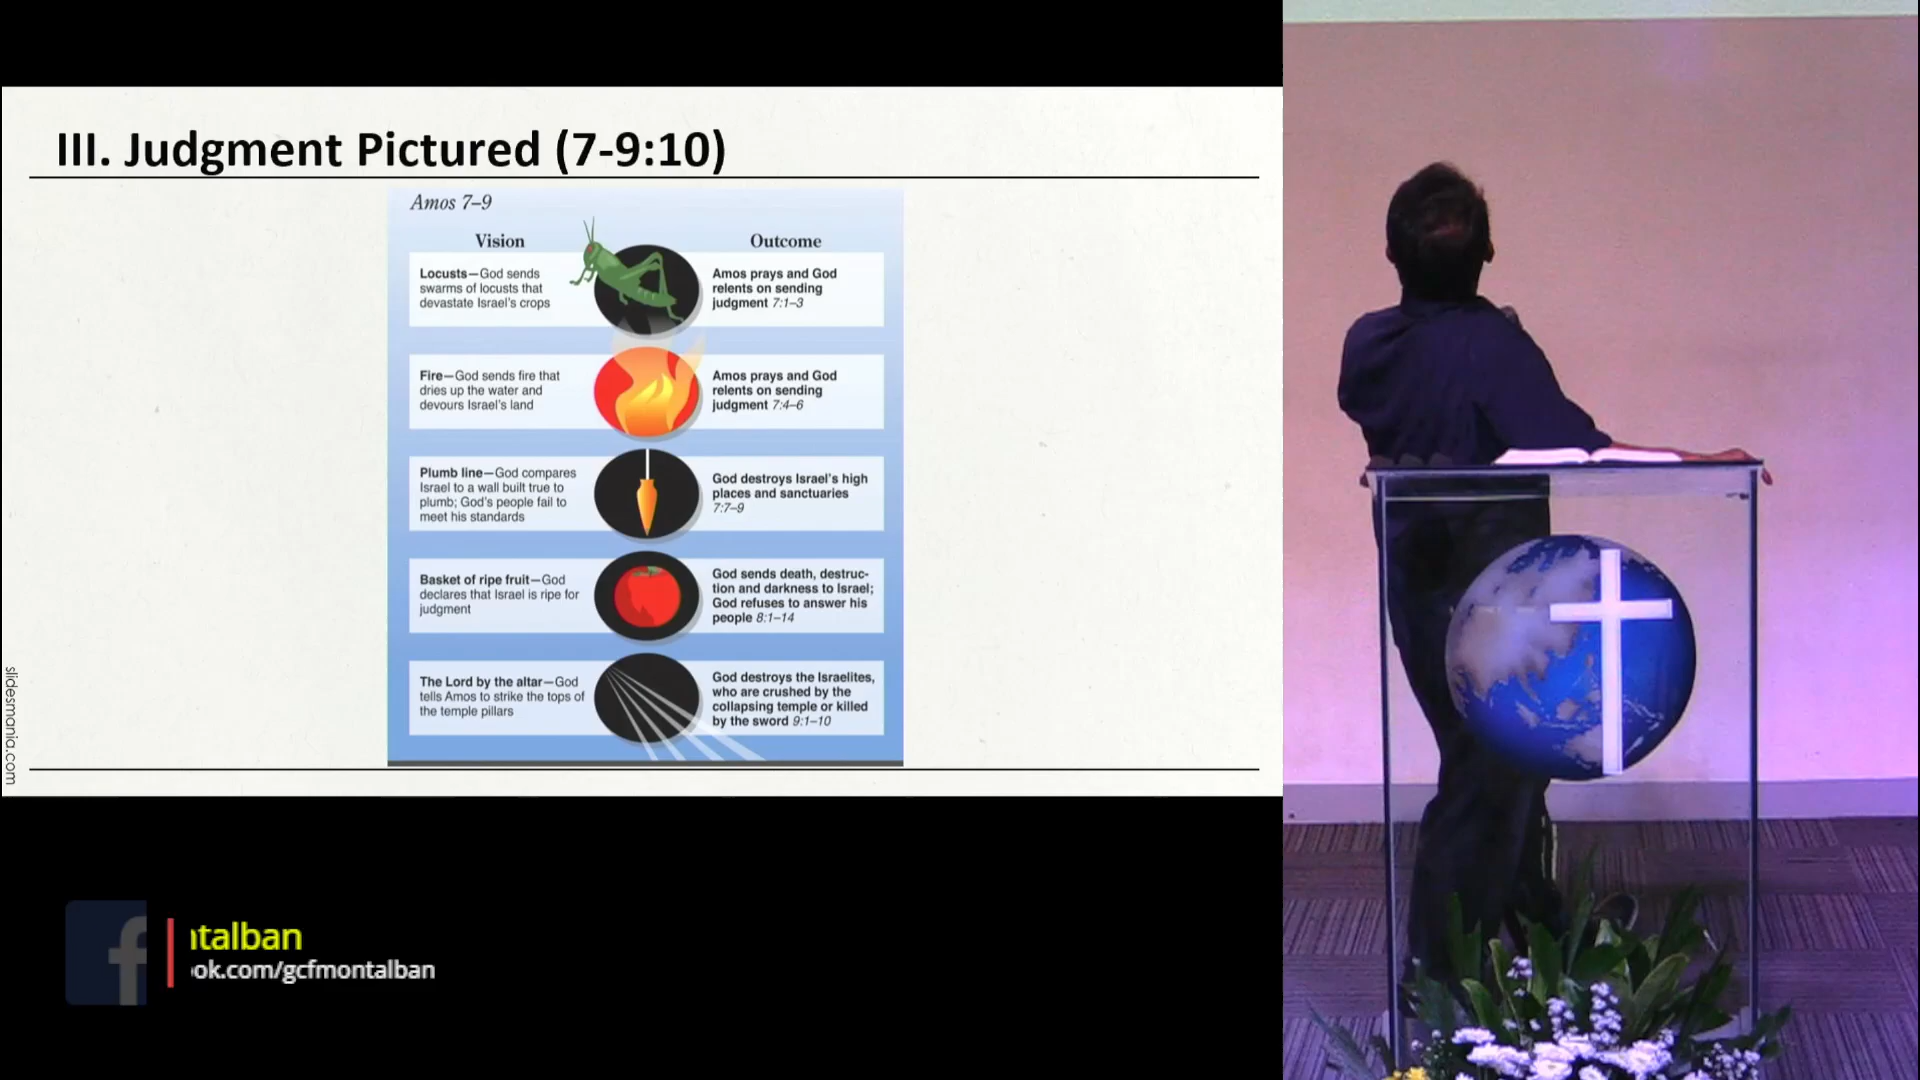 III. Judgment Pictured (7-9:10)
Amos 7–9
Vision
Outcome
Locusts—God sends
swarms of locusts that
devastate Israel's crops
Amos prays and God
relents on sending
judgment 7:1–3
Fire—God sends fire that
dries up the water and
devours Israel's land
Amos prays and God
relents on sending
judgment 7:4–6
Plumb line—God compares
Israel to a wall built true to
plumb; God's people fail to
meet his standards
God destroys Israel's high
places and sanctuaries
7:7–9
Basket of ripe fruit—God
declares that Israel is ripe for
judgment
God sends death, destruc-
tion and darkness to Israel;
God refuses to answer his
people 8:1–14
The Lord by the altar—God
tells Amos to strike the tops of
the temple pillars
God destroys the Israelites,
who are crushed by the
collapsing temple or killed
by the sword 9:1–10
slidesmania.com
talban
ok.com/gcfmontalban